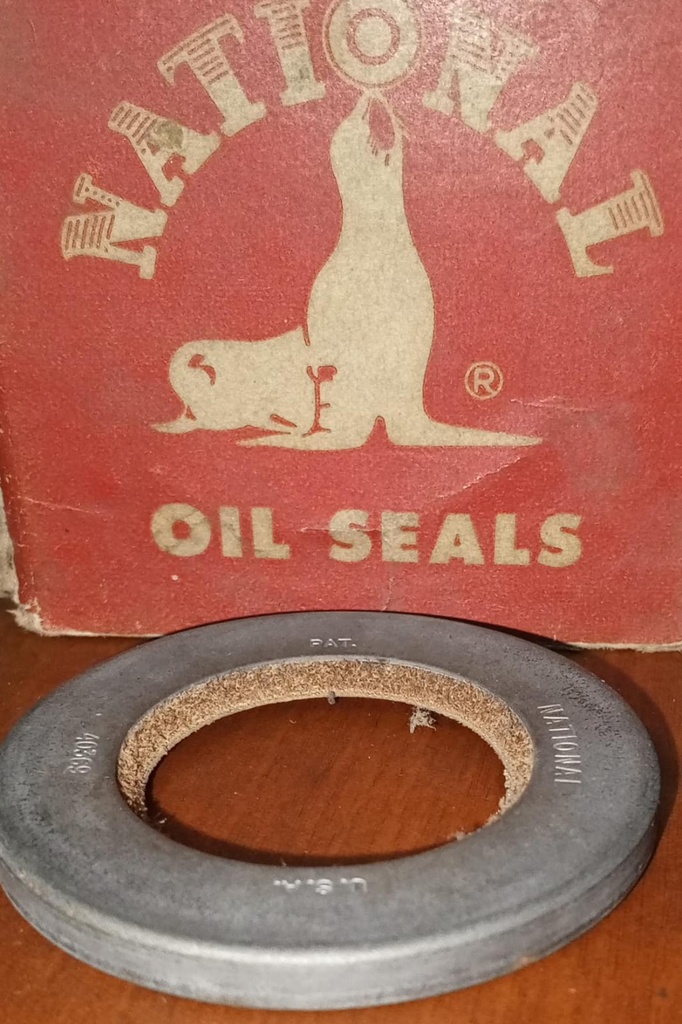 NATIONAL
®
OIL SEALS
PAT.
NATIONAL
U.S.A.